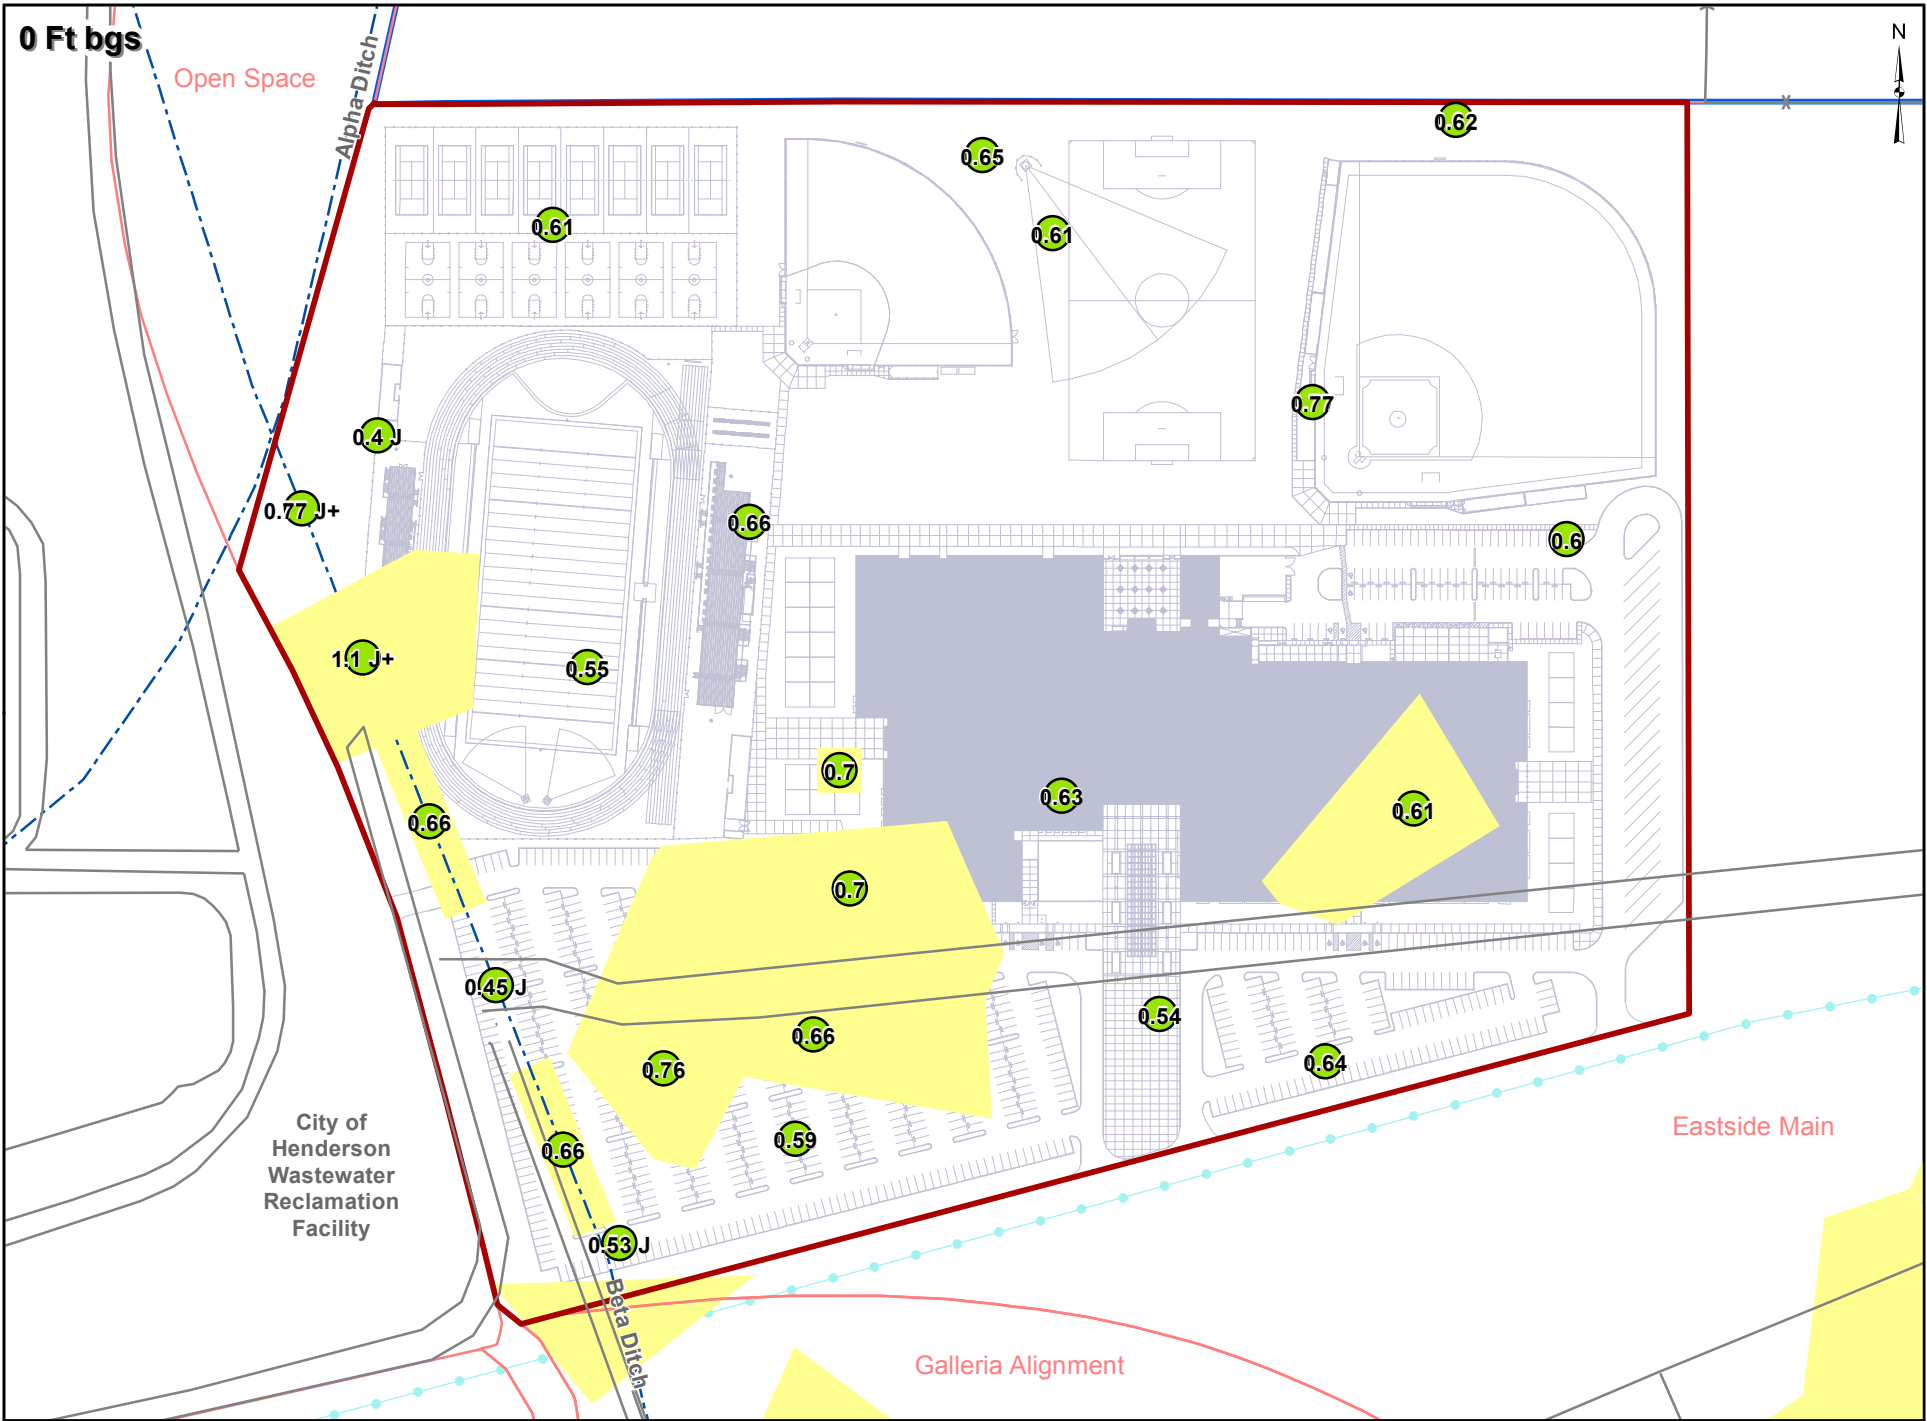 0 Ft bgs
N
Open Space
Alpha Ditch
0.62
0.65
0.61
0.61
0.77
0.4 J
0.77 J+
0.66
0.6
1.1 J+
0.55
0.7
0.63
0.61
0.66
0.7
0.45 J
0.54
0.66
0.76
0.64
City of
Henderson
Wastewater
Reclamation
Facility
Eastside Main
0.59
0.66
0.53 J
Beta Ditch
Galleria Alignment